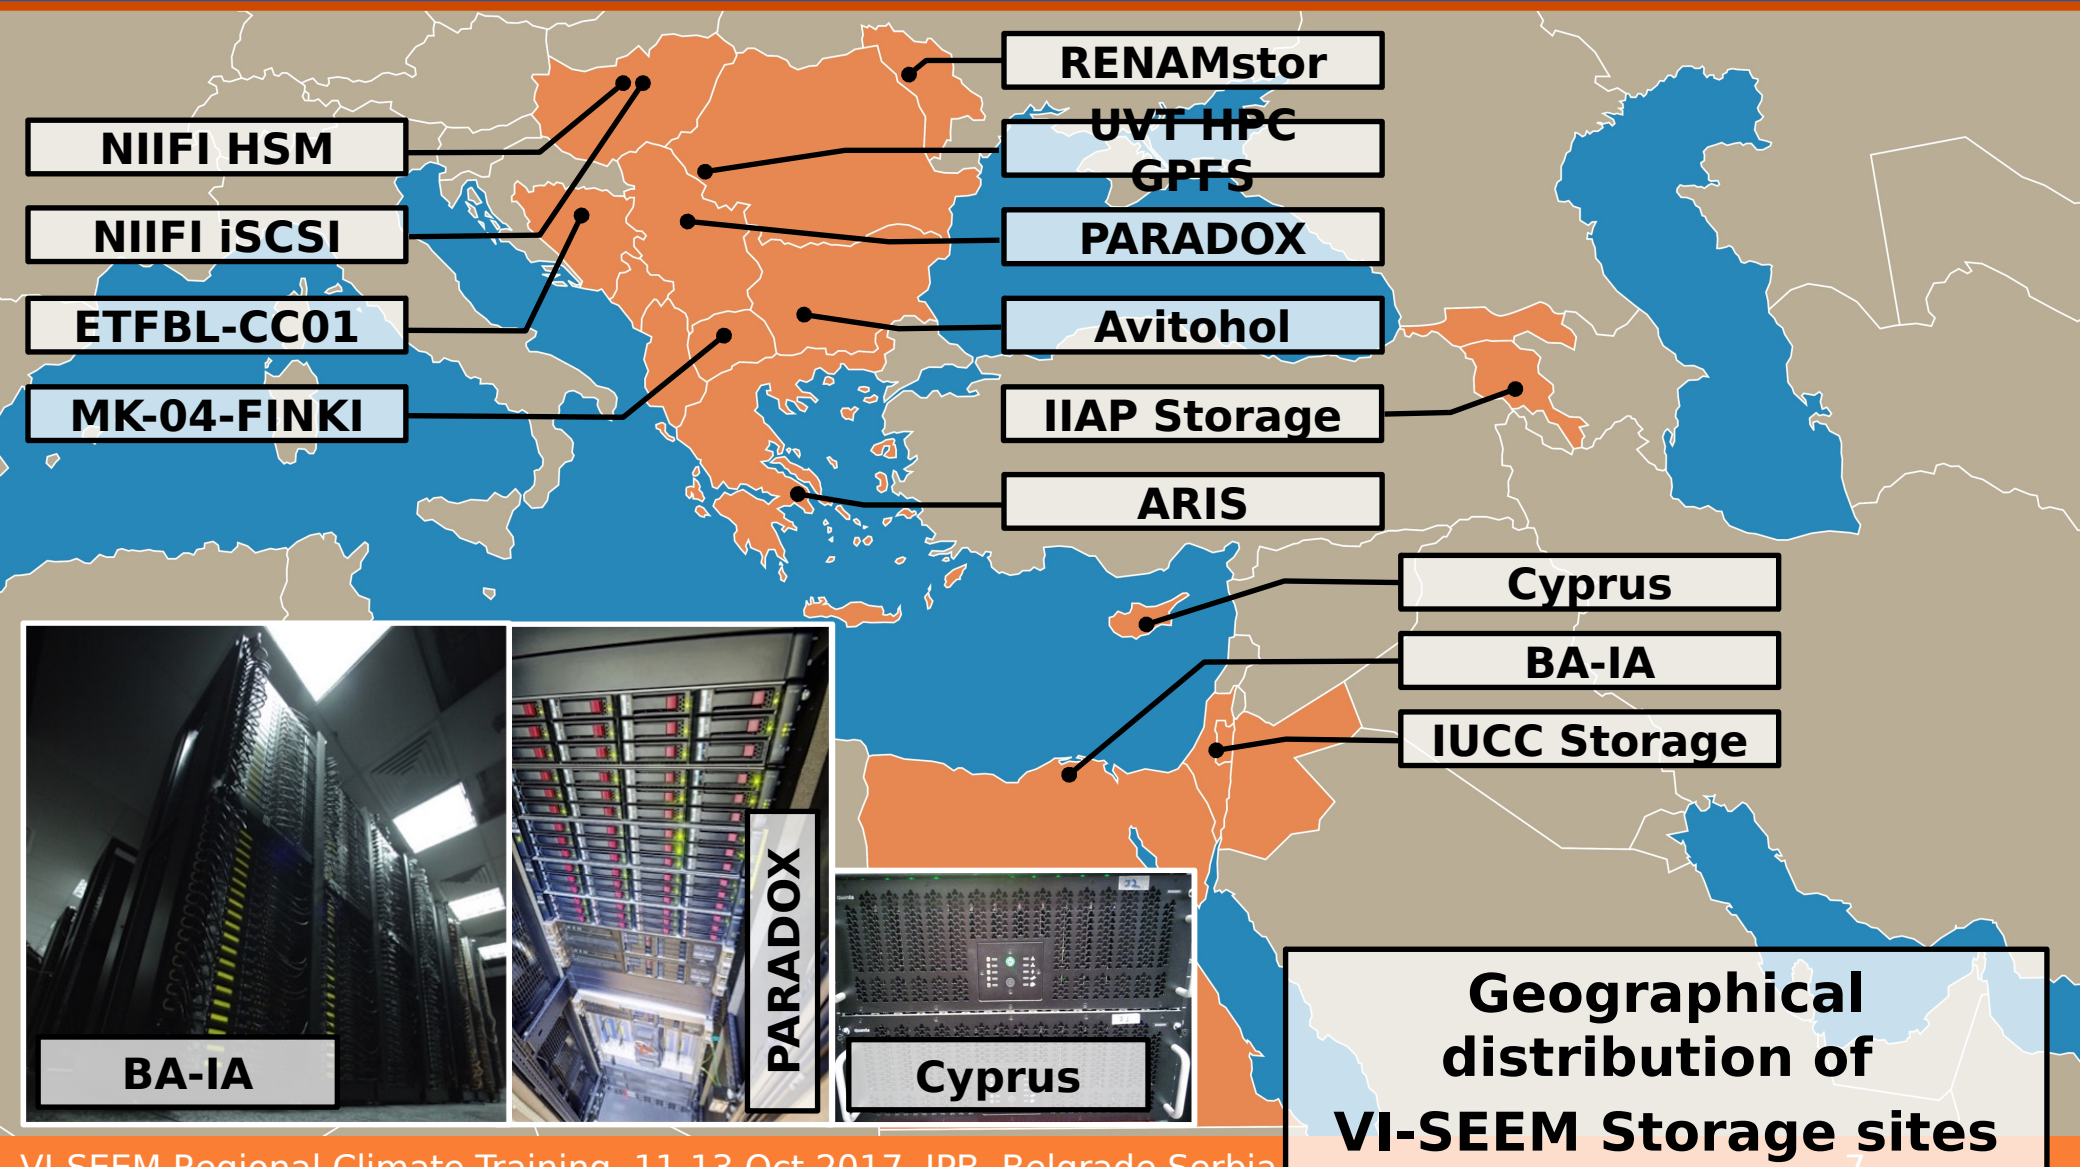 RENAMstor
UVT HPC
GPFS
PARADOX
Avitohol
IIAP Storage
ARIS
NIIFI HSM
NIIFI iSCSI
ETFBL-CC01
MK-04-FINKI
Cyprus
BA-IA
IUCC Storage
BA-IA
PARADOX
Cyprus
Geographical
distribution of
VI-SEEM Storage sites
VI-SEEM Regional Climate Training, 11-13 Oct 2017, IPB, Belgrade Serbia
7